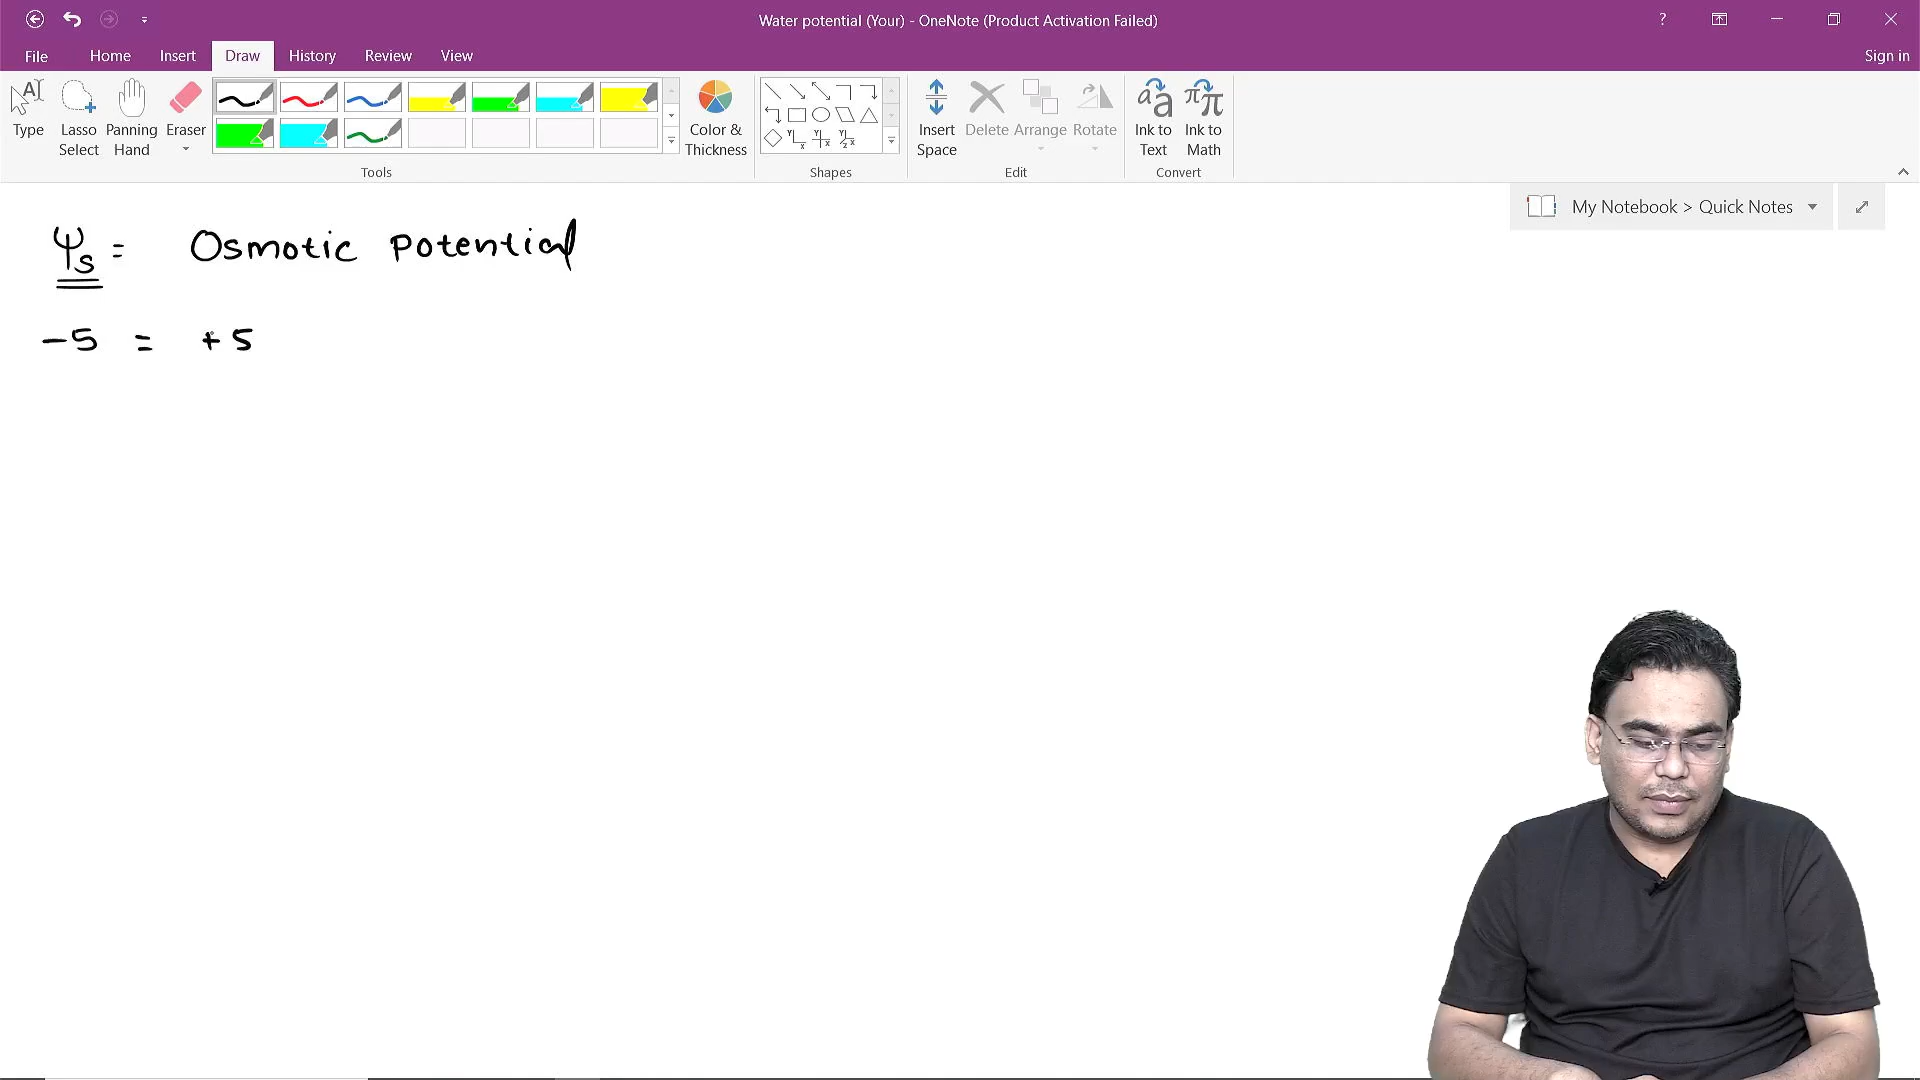 Water potential (Your) - OneNote (Product Activation Failed)
?
File Home Insert Draw History Review View Sign in
Type
Lasso Select
Panning Hand
Eraser
Color & Thickness
Insert Space
Delete
Arrange
Rotate
Ink to Text
Ink to Math
Tools Shapes Edit Convert
My Notebook > Quick Notes
Ψs = Osmotic Potential
-5 = +5